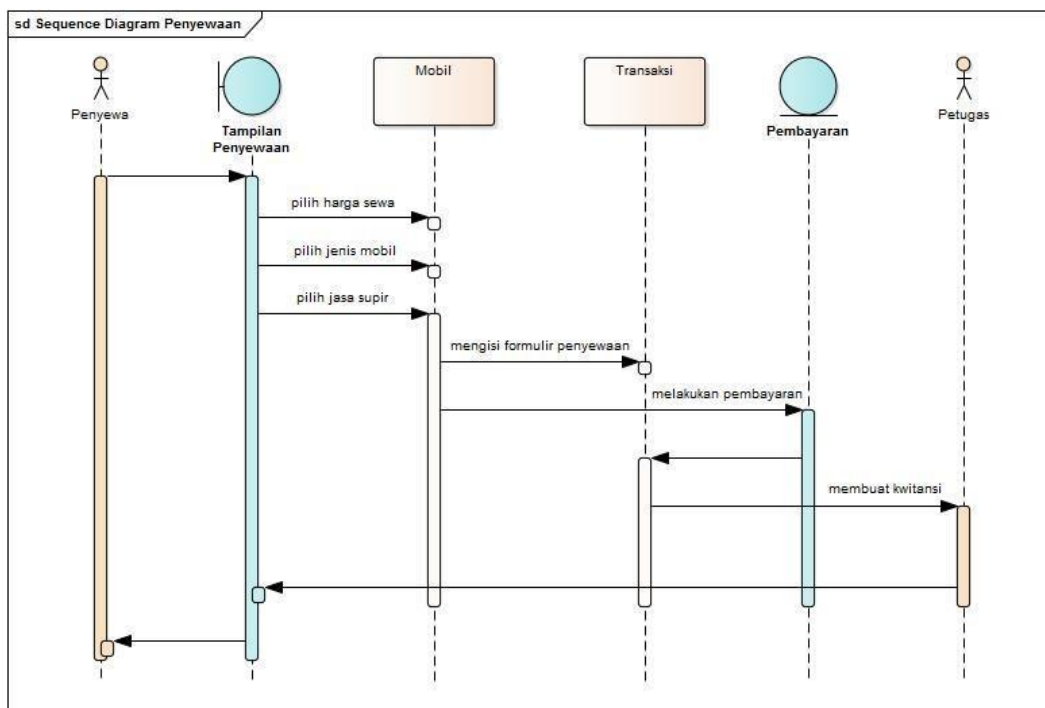 sd Sequence Diagram Penyewaan
Penyewa
Tampilan
Penyewaan
Mobil
Transaksi
Pembayaran
Petugas
pilih harga sewa
pilih jenis mobil
pilih jasa supir
mengisi formulir penyewaan
melakukan pembayaran
membuat kwitansi